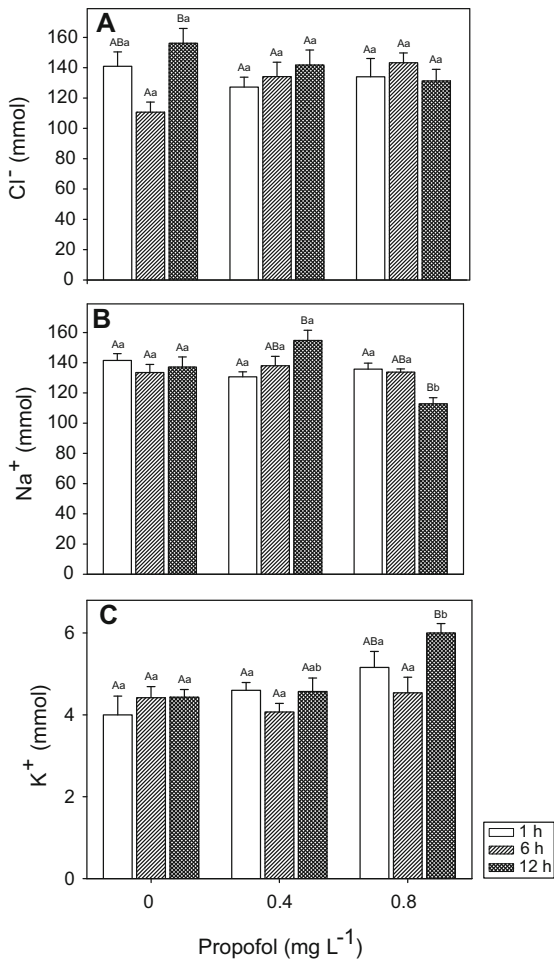 A
ABa Aa Ba Aa Aa Aa Aa Aa Aa
160
140
120
100
80
60
40
20
0
Cl⁻ (mmol)
B
Aa Aa Aa Aa ABa Ba Aa ABa Bb
160
140
120
100
80
60
40
20
0
Na⁺ (mmol)
C
Aa Aa Aa Aa Aa Aab ABa Aa Bb
6
4
2
0
K⁺ (mmol)
0 0.4 0.8
Propofol (mg L⁻¹)
1 h
6 h
12 h